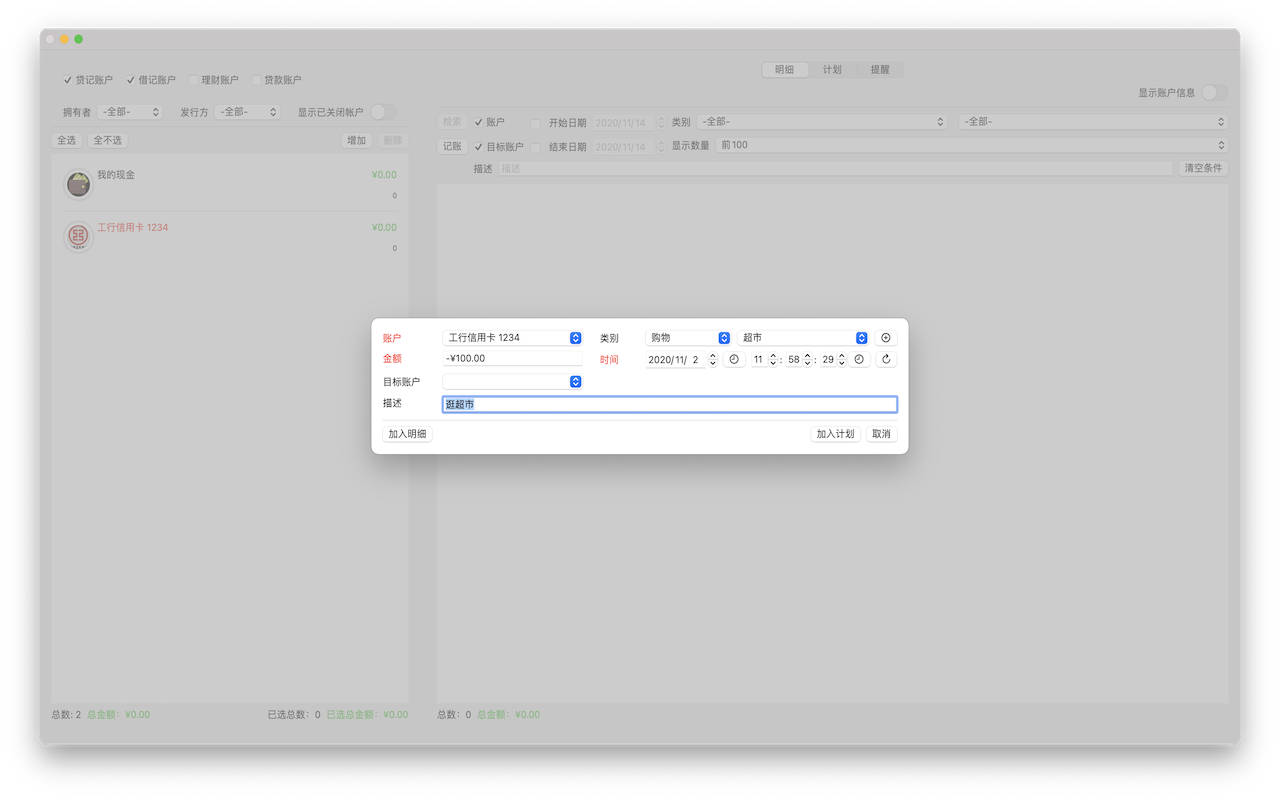 明细 计划 提醒
贷记账户 借记账户 理财账户 贷款账户
显示账户信息
拥有者 -全部- 发行方 -全部- 显示已关闭帐户
检索 账户 开始日期 2020/11/14 类别 -全部- -全部-
全选 全不选 增加 删除
记账 目标账户 结束日期 2020/11/14 显示数量 前100
描述 描述 清空条件
我的现金 ¥0.00
0
工行信用卡 1234 ¥0.00
0
账户 工行信用卡 1234 类别 购物 超市
金额 -¥100.00 时间 2020/11/ 2 11 : 58 : 29
目标账户
描述 逛超市
加入明细 加入计划 取消
总数: 2 总金额: ¥0.00 已选总数: 0 已选总金额: ¥0.00 总数: 0 总金额: ¥0.00